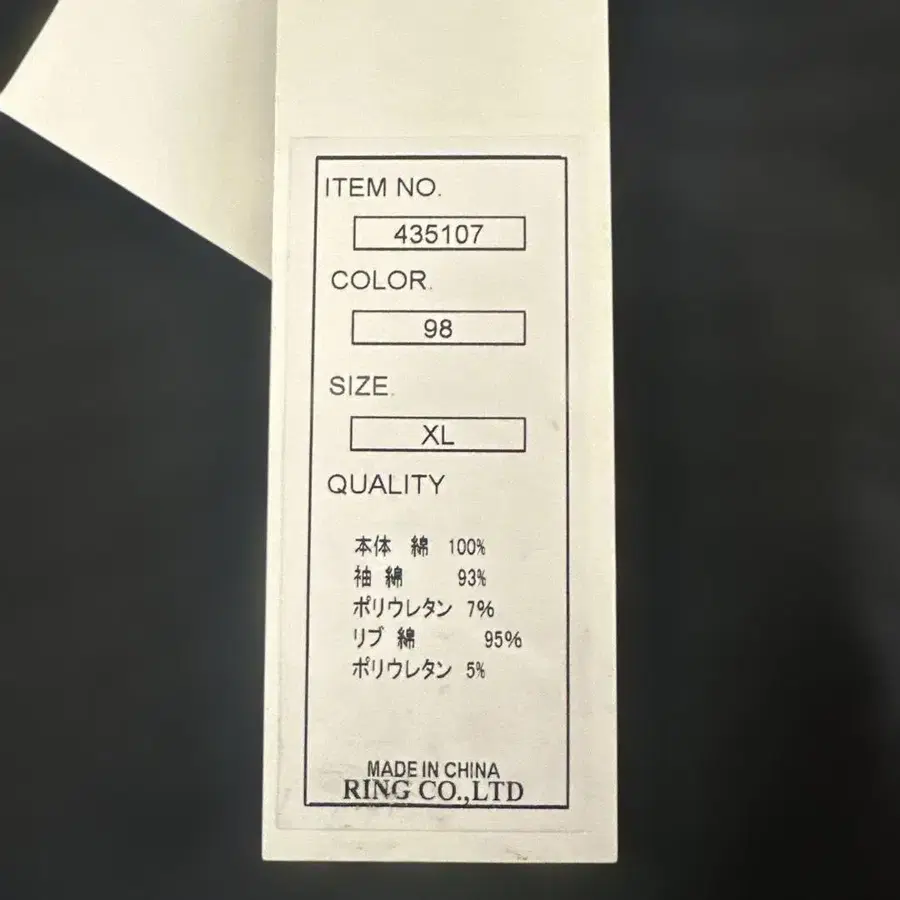 ITEM NO.
435107
COLOR.
98
SIZE.
XL
QUALITY
本体 綿 100%
袖 綿 93%
ポリウレタン 7%
リブ 綿 95%
ポリウレタン 5%
MADE IN CHINA
RING CO.,LTD